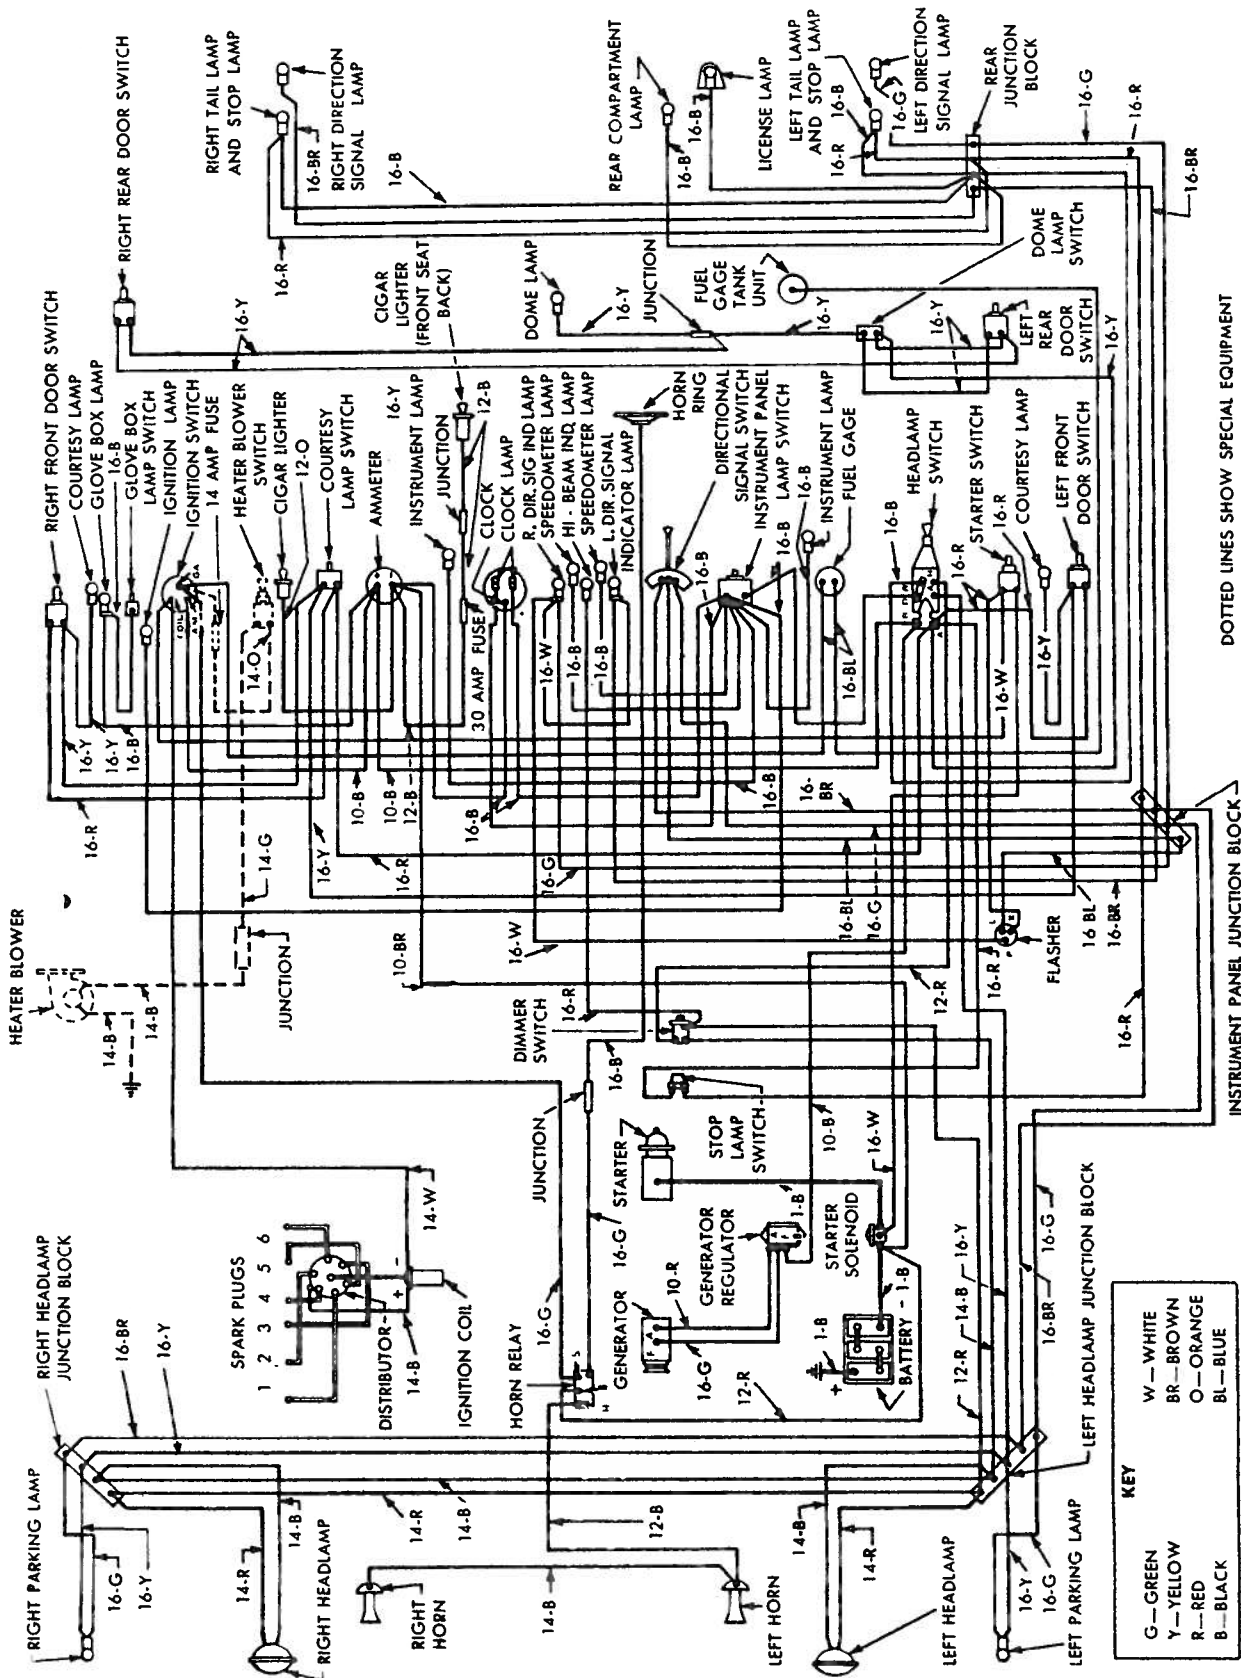 RIGHT PARKING LAMP
16-G
16-Y
RIGHT HEADLAMP
JUNCTION BLOCK
16-BR
16-Y
14-R
RIGHT HEADLAMP
14-B
14-R
14-B
RIGHT
HORN
14-B
12-B
LEFT HORN
14-B
14-R
LEFT HEADLAMP
16-Y
16-G
LEFT PARKING LAMP
LEFT HEADLAMP JUNCTION BLOCK
SPARK PLUGS
1 2 3 4 5 6
DISTRIBUTOR
14-B
+ -
IGNITION COIL
14-W
HORN RELAY
16-G
S
H
JUNCTION
16-G
STARTER
GENERATOR
F A
16-G
10-R
GENERATOR
REGULATOR
1-B
12-R
1-B
+
BATTERY
1-B
STARTER
SOLENOID
16-W
10-B
STOP
LAMP
SWITCH
DIMMER
SWITCH
16-R
16-B
12-R
14-B
16-Y
12-R
16-BR
16-G
HEATER BLOWER
14-B
14-B
JUNCTION
14-G
10-BR
16-W
12-R
16-R
FLASHER
16-R
16 BL
16-BR
16-R
16-Y
16-R
16-G
16-BL
16-G
16-BR
16-B
16-B
INSTRUMENT PANEL JUNCTION BLOCK
16-Y
16-Y
16-B
10-B
10-B
12-B
14-O
30 AMP FUSE
16-W
16-B
16-B
16-BL
16-W
16-Y
RIGHT FRONT DOOR SWITCH
COURTESY LAMP
GLOVE BOX LAMP
16-B
GLOVE BOX
LAMP SWITCH
IGNITION LAMP
IGNITION SWITCH
14 AMP FUSE
HEATER BLOWER
SWITCH
CIGAR LIGHTER
12-O
COURTESY
LAMP SWITCH
AMMETER
16-Y
INSTRUMENT LAMP
JUNCTION
12-B
CLOCK
CLOCK LAMP
R. DIR. SIG IND LAMP
SPEEDOMETER LAMP
HI-BEAM IND. LAMP
SPEEDOMETER LAMP
L. DIR. SIGNAL
INDICATOR LAMP
HORN
RING
DIRECTIONAL
SIGNAL SWITCH
16-B
INSTRUMENT PANEL
LAMP SWITCH
16-B
16-B
INSTRUMENT LAMP
FUEL GAGE
16-B
HEADLAMP
SWITCH
16-R
STARTER SWITCH
16-R
COURTESY LAMP
LEFT FRONT
DOOR SWITCH
RIGHT REAR DOOR SWITCH
16-Y
CIGAR
LIGHTER
(FRONT SEAT
BACK)
DOME LAMP
16-Y
JUNCTION
FUEL
GAGE
TANK
UNIT
16-Y
16-Y
LEFT
REAR
DOOR
SWITCH
16-Y
DOME
LAMP
SWITCH
RIGHT TAIL LAMP
AND STOP LAMP
16-BR
RIGHT DIRECTION
SIGNAL LAMP
16-R
16-B
REAR COMPARTMENT
LAMP
16-B
16-B
LICENSE LAMP
LEFT TAIL LAMP
AND STOP LAMP
16-R
16-B
16-G
LEFT DIRECTION
SIGNAL LAMP
REAR
JUNCTION
BLOCK
16-G
16-R
16-BR
DOTTED LINES SHOW SPECIAL EQUIPMENT
KEY
G—GREEN W—WHITE
Y—YELLOW BR—BROWN
R—RED O—ORANGE
B—BLACK BL—BLUE